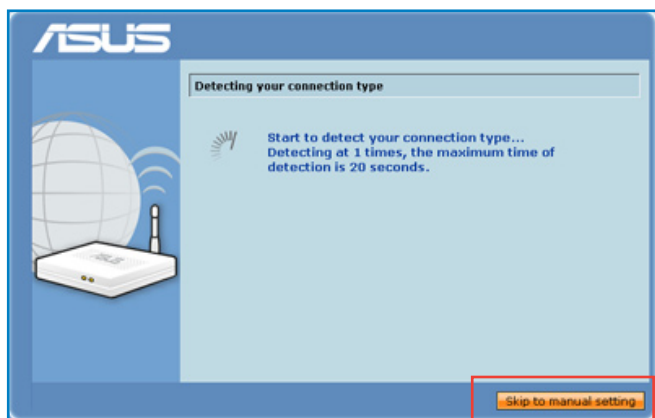 ASUS
Detecting your connection type
Start to detect your connection type...
Detecting at 1 times, the maximum time of
detection is 20 seconds.
ASUS
Skip to manual setting